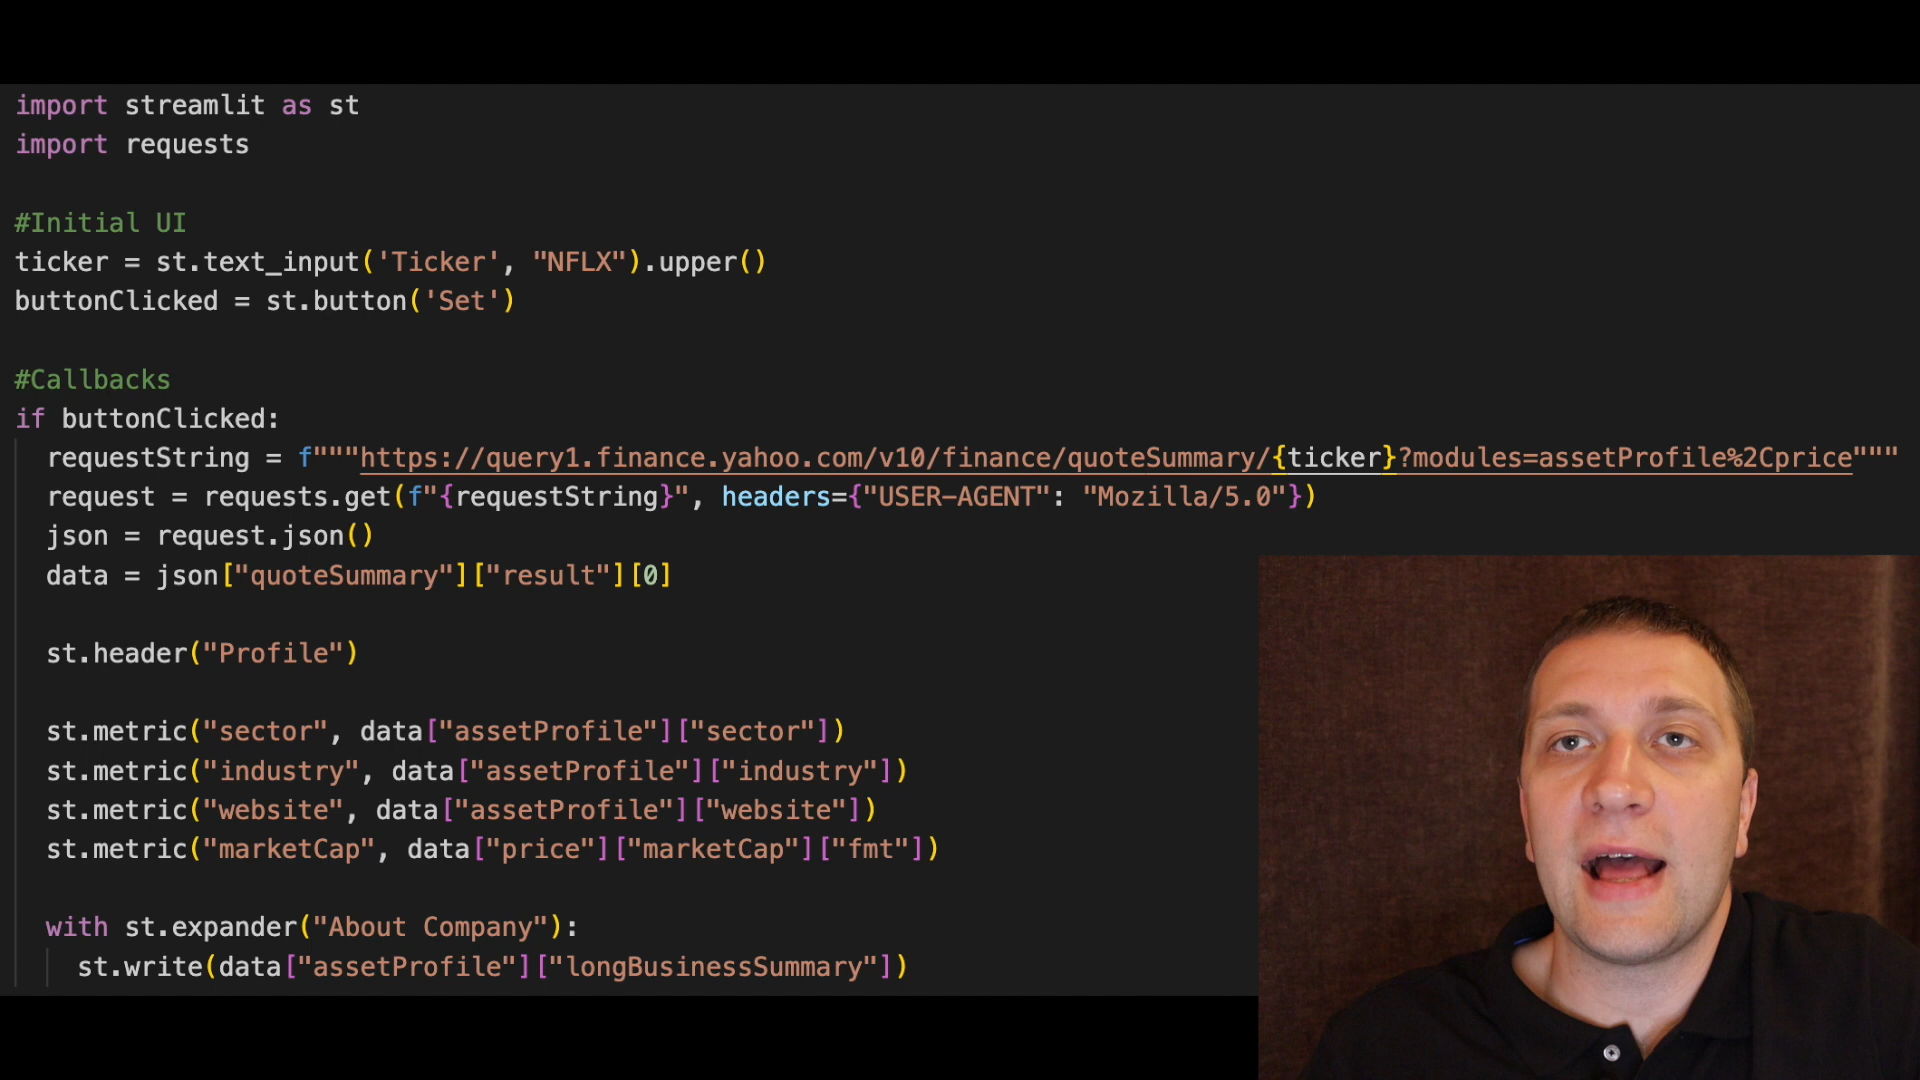 import streamlit as st
import requests
#Initial UI
ticker = st.text_input('Ticker', "NFLX").upper()
buttonClicked = st.button('Set')
#Callbacks
if buttonClicked:
requestString = f"""https://query1.finance.yahoo.com/v10/finance/quoteSummary/{ticker}?modules=assetProfile%2Cprice"""
request = requests.get(f"{requestString}", headers={"USER-AGENT": "Mozilla/5.0"})
json = request.json()
data = json["quoteSummary"]["result"][0]
st.header("Profile")
st.metric("sector", data["assetProfile"]["sector"])
st.metric("industry", data["assetProfile"]["industry"])
st.metric("website", data["assetProfile"]["website"])
st.metric("marketCap", data["price"]["marketCap"]["fmt"])
with st.expander("About Company"):
st.write(data["assetProfile"]["longBusinessSummary"])